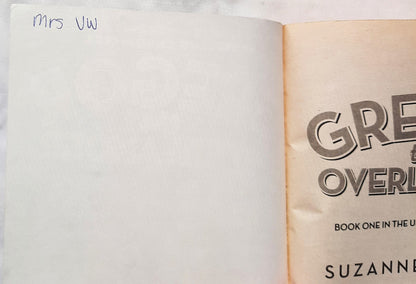 Mrs VW
GRE
OVERL
BOOK ONE IN THE U
SUZANNE